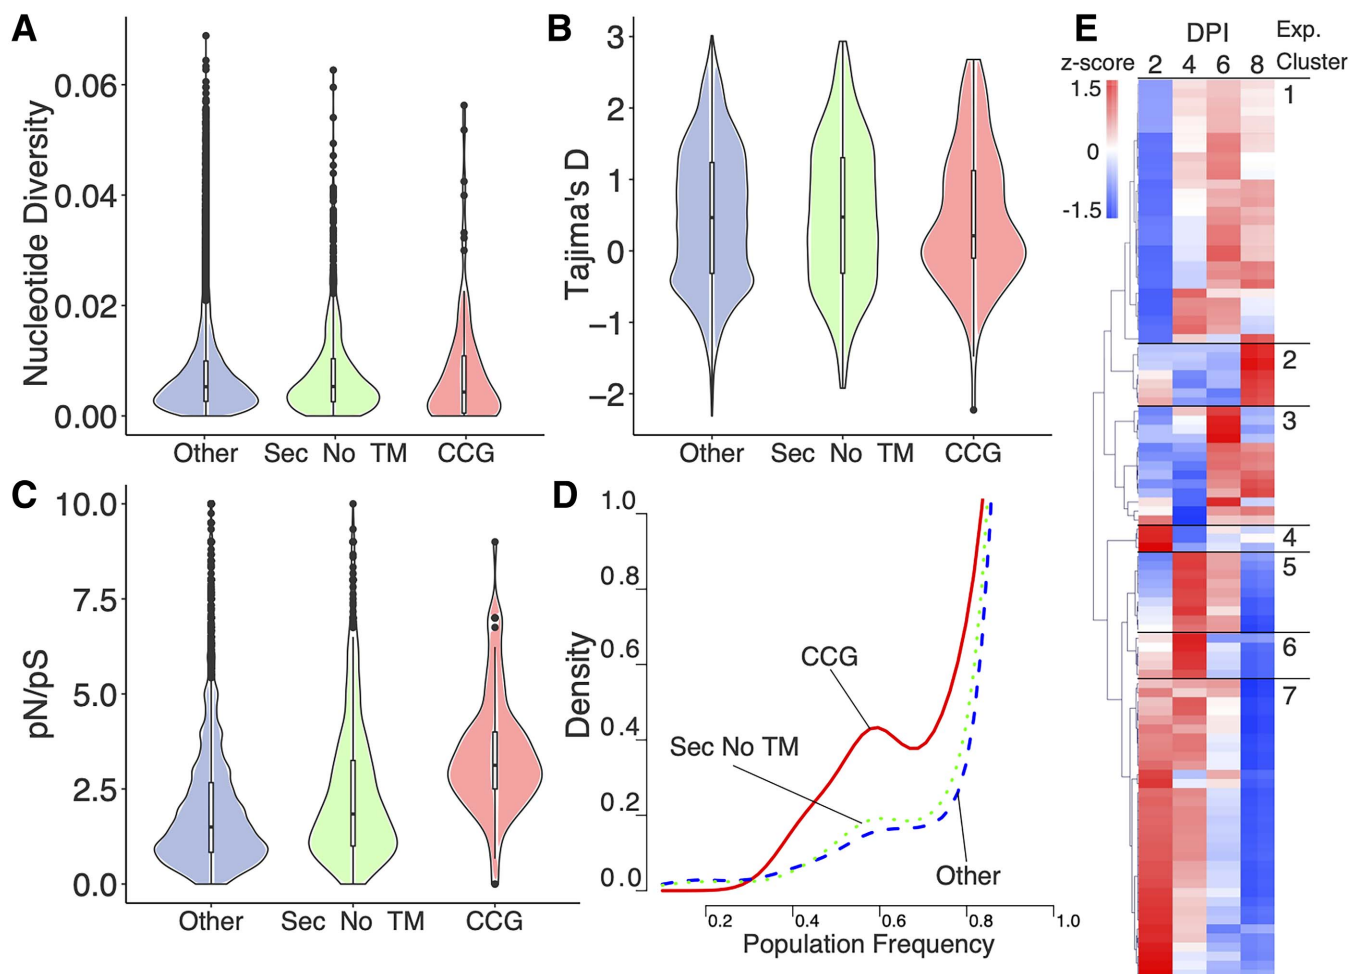 A
Nucleotide Diversity
0.06
0.04
0.02
0.00
Other Sec No TM CCG
B
Tajima's D
3
2
1
0
−1
−2
Other Sec No TM CCG
C
pN/pS
10.0
7.5
5.0
2.5
0.0
Other Sec No TM CCG
D
Density
1.0
0.8
0.6
0.4
0.2
0.0
CCG
Sec No TM
Other
0.2 0.4 0.6 0.8 1.0
Population Frequency
E
DPI
Exp.
Cluster
z-score
2 4 6 8
1.5
0
-1.5
1
2
3
4
5
6
7